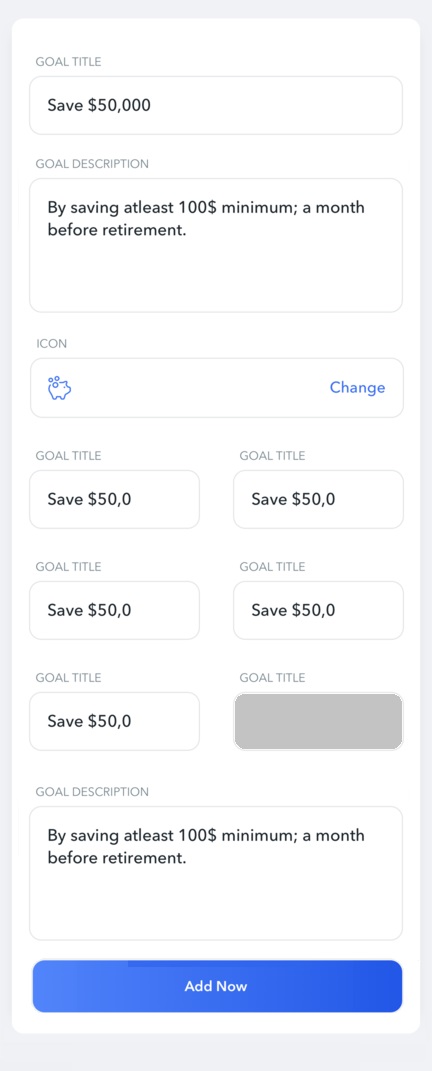 GOAL TITLE
Save $50,000
GOAL DESCRIPTION
By saving atleast 100$ minimum; a month
before retirement.
ICON
Change
GOAL TITLE
GOAL TITLE
Save $50,0
Save $50,0
GOAL TITLE
GOAL TITLE
Save $50,0
Save $50,0
GOAL TITLE
GOAL TITLE
Save $50,0
GOAL DESCRIPTION
By saving atleast 100$ minimum; a month
before retirement.
Add Now